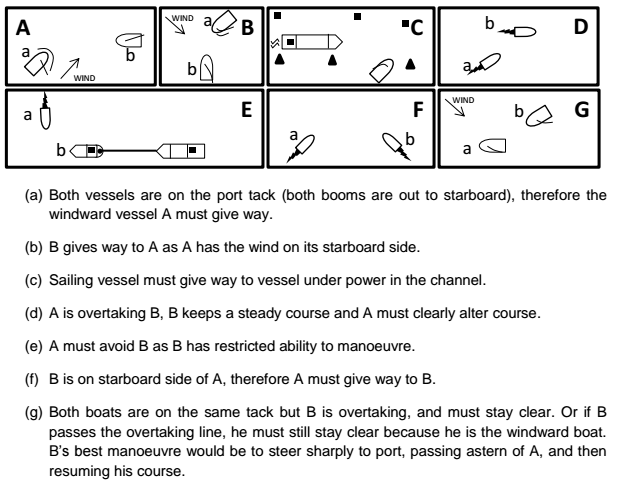 A
a
b
WIND
WIND
a
B
b
C
b
D
a
a
E
b
F
a
b
WIND
b
G
a
(a) Both vessels are on the port tack (both booms are out to starboard), therefore the
windward vessel A must give way.
(b) B gives way to A as A has the wind on its starboard side.
(c) Sailing vessel must give way to vessel under power in the channel.
(d) A is overtaking B, B keeps a steady course and A must clearly alter course.
(e) A must avoid B as B has restricted ability to manoeuvre.
(f) B is on starboard side of A, therefore A must give way to B.
(g) Both boats are on the same tack but B is overtaking, and must stay clear. Or if B
passes the overtaking line, he must still stay clear because he is the windward boat.
B's best manoeuvre would be to steer sharply to port, passing astern of A, and then
resuming his course.